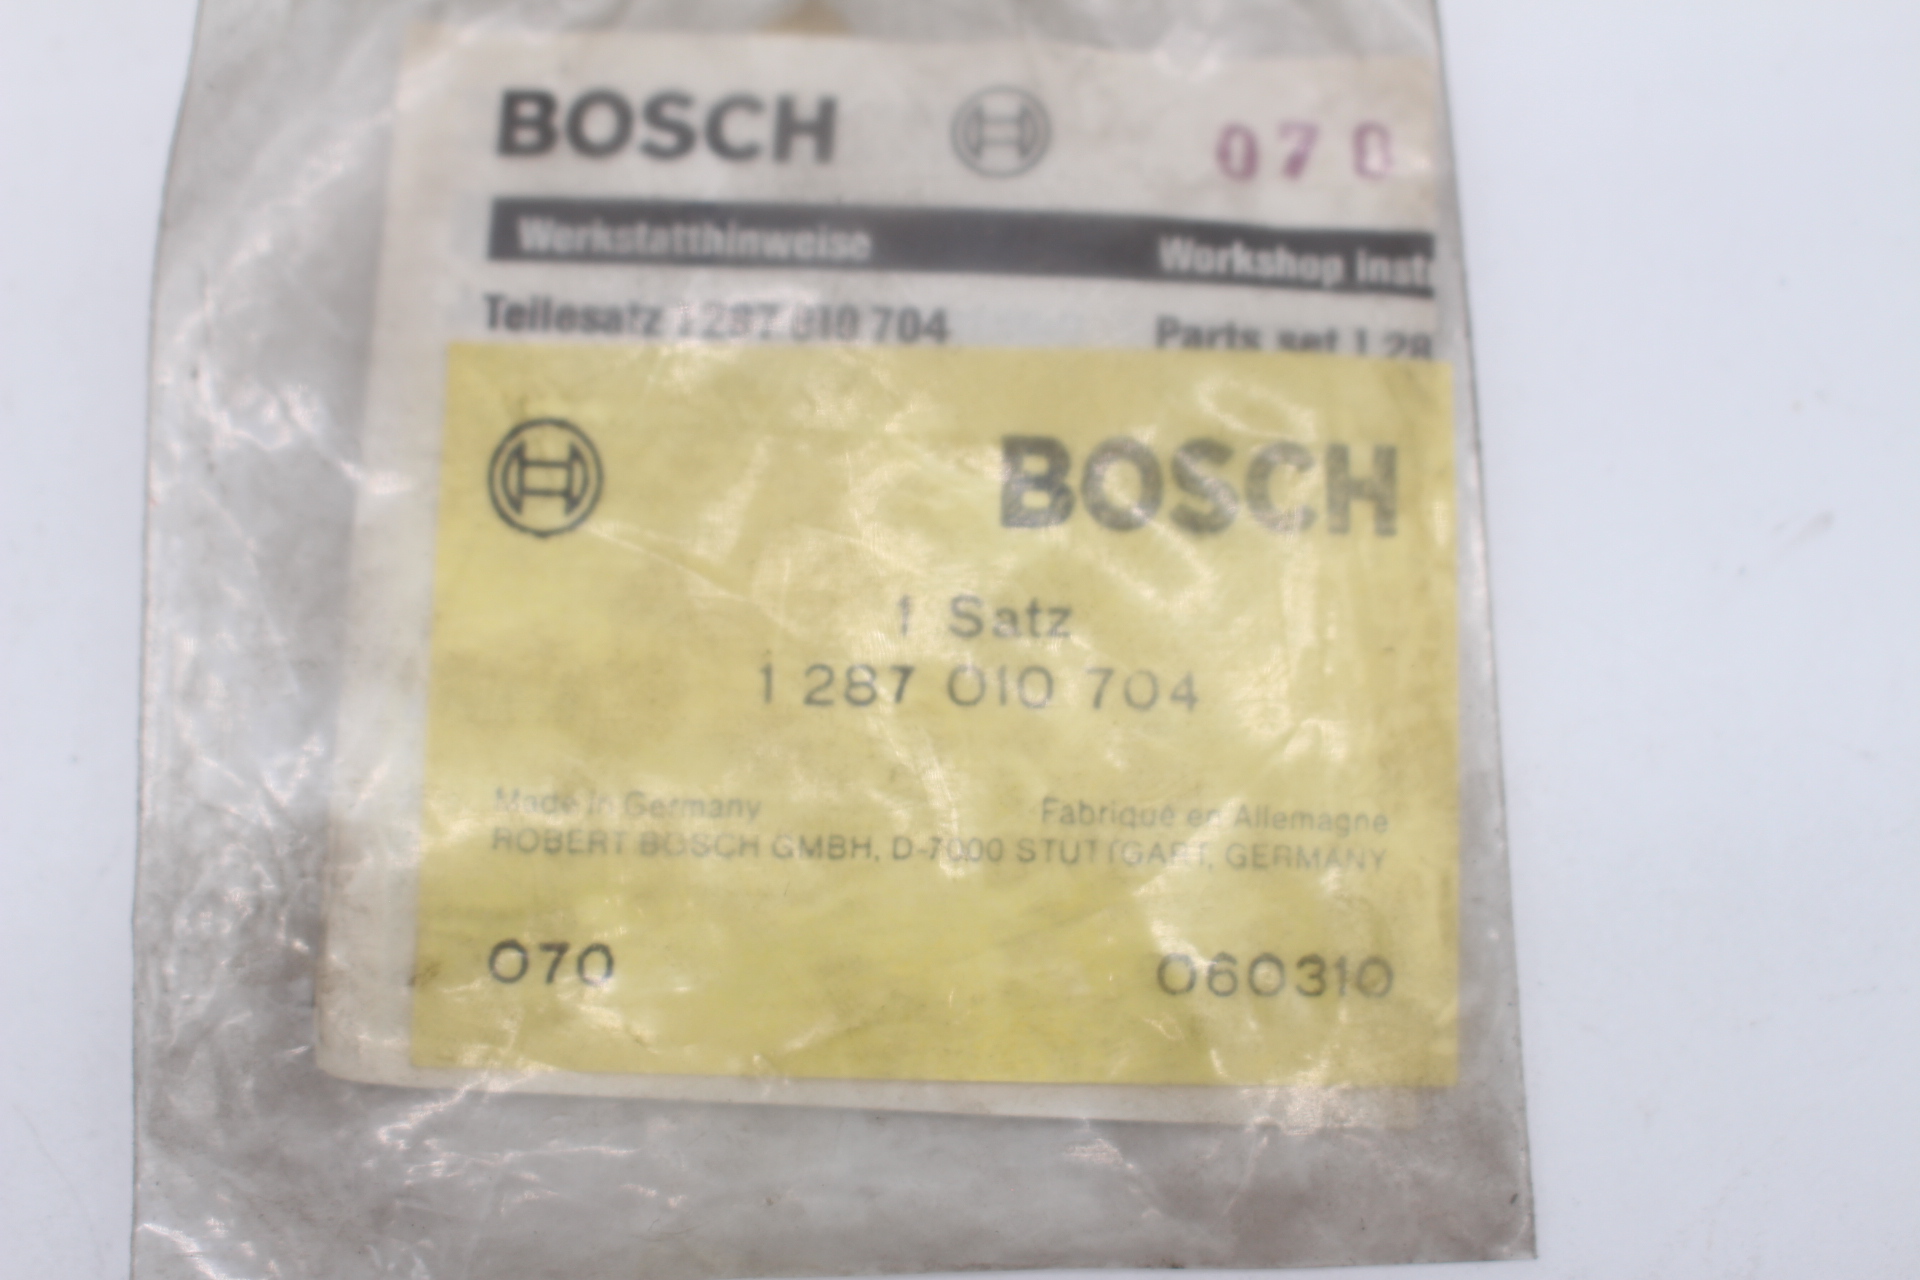 BOSCH 070
Werkstatthinweise Workshop inst
Teilesatz 1 287 010 704 Parts set 1 28
BOSCH
1 Satz
1 287 010 704
Made in Germany Fabriqué en Allemagne
ROBERT BOSCH GMBH, D-7000 STUTTGART, GERMANY
070 060310